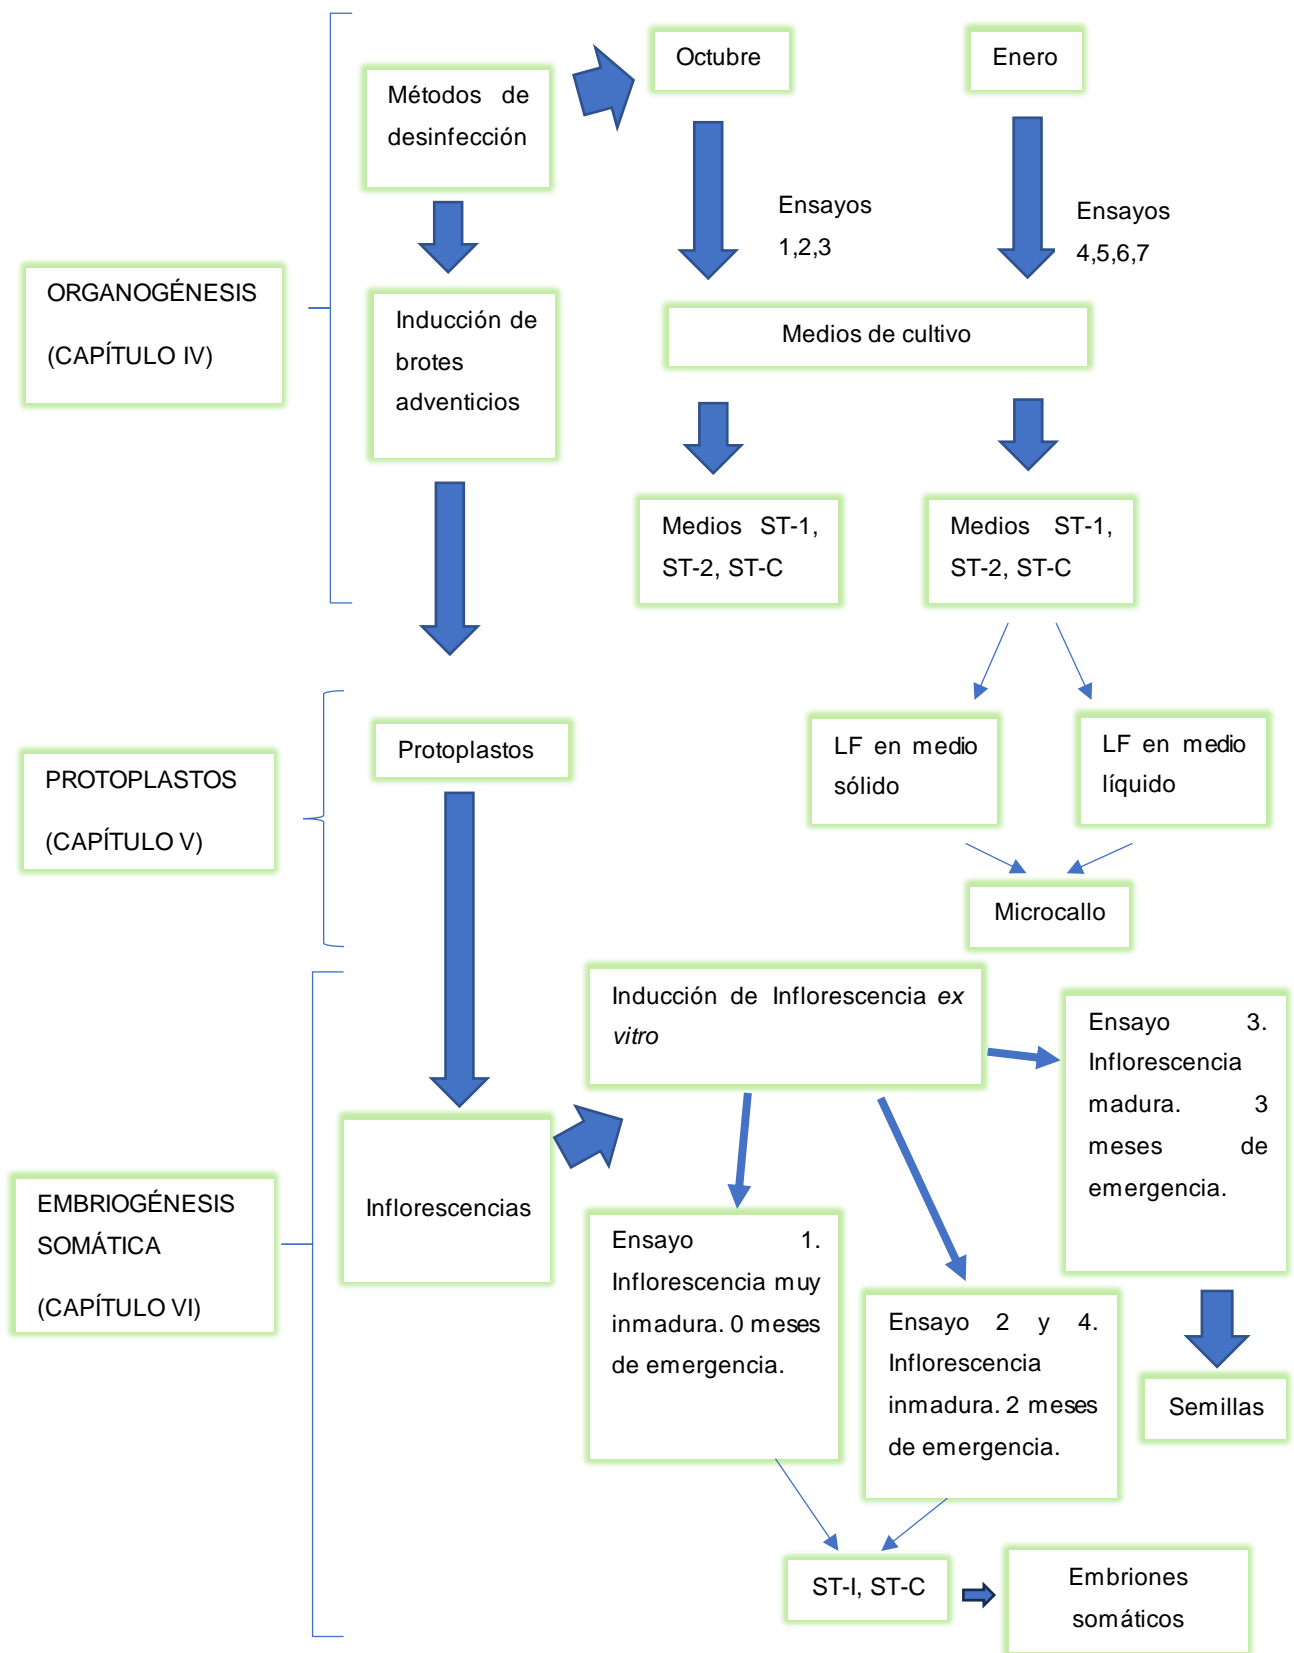 Octubre
Enero
Métodos de
desinfección
Ensayos
1,2,3
Ensayos
4,5,6,7
ORGANOGÉNESIS
(CAPÍTULO IV)
Inducción de
brotes
adventicios
Medios de cultivo
Medios ST-1,
ST-2, ST-C
Medios ST-1,
ST-2, ST-C
PROTOPLASTOS
(CAPÍTULO V)
Protoplastos
LF en medio
sólido
LF en medio
líquido
Microcallo
Inducción de Inflorescencia ex
vitro
Ensayo 3.
Inflorescencia
madura. 3
meses de
emergencia.
EMBRIOGÉNESIS
SOMÁTICA
(CAPÍTULO VI)
Inflorescencias
Ensayo 1.
Inflorescencia muy
inmadura. 0 meses
de emergencia.
Ensayo 2 y 4.
Inflorescencia
inmadura. 2 meses
de emergencia.
Semillas
ST-I, ST-C
Embriones
somáticos